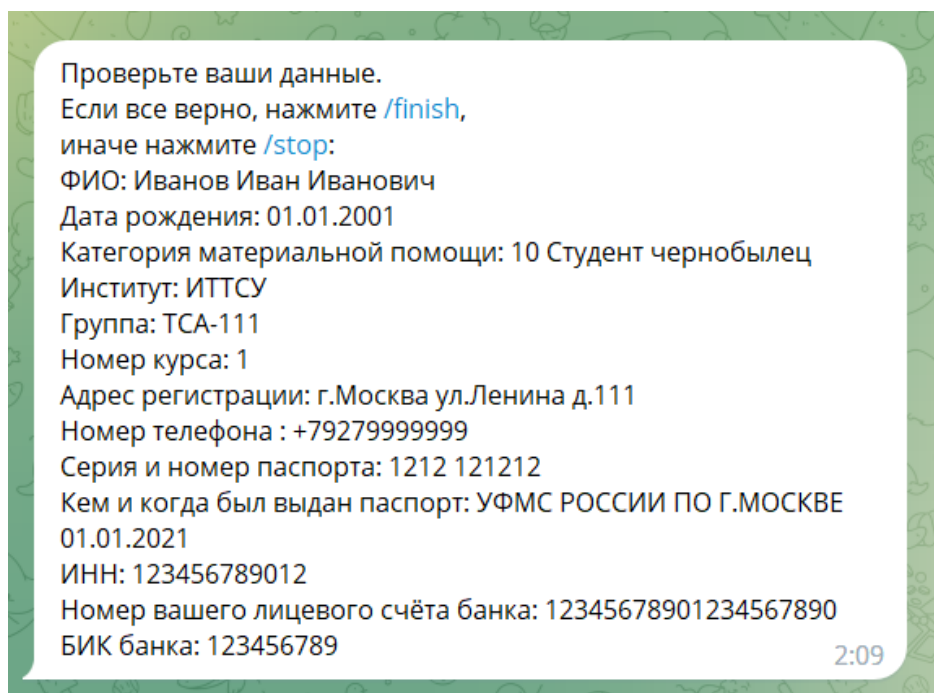 Проверьте ваши данные.
Если все верно, нажмите /finish,
иначе нажмите /stop:
ФИО: Иванов Иван Иванович
Дата рождения: 01.01.2001
Категория материальной помощи: 10 Студент чернобылец
Институт: ИТТСУ
Группа: ТСА-111
Номер курса: 1
Адрес регистрации: г.Москва ул.Ленина д.111
Номер телефона : +79279999999
Серия и номер паспорта: 1212 121212
Кем и когда был выдан паспорт: УФМС РОССИИ ПО Г.МОСКВЕ
01.01.2021
ИНН: 123456789012
Номер вашего лицевого счёта банка: 12345678901234567890
БИК банка: 123456789
2:09